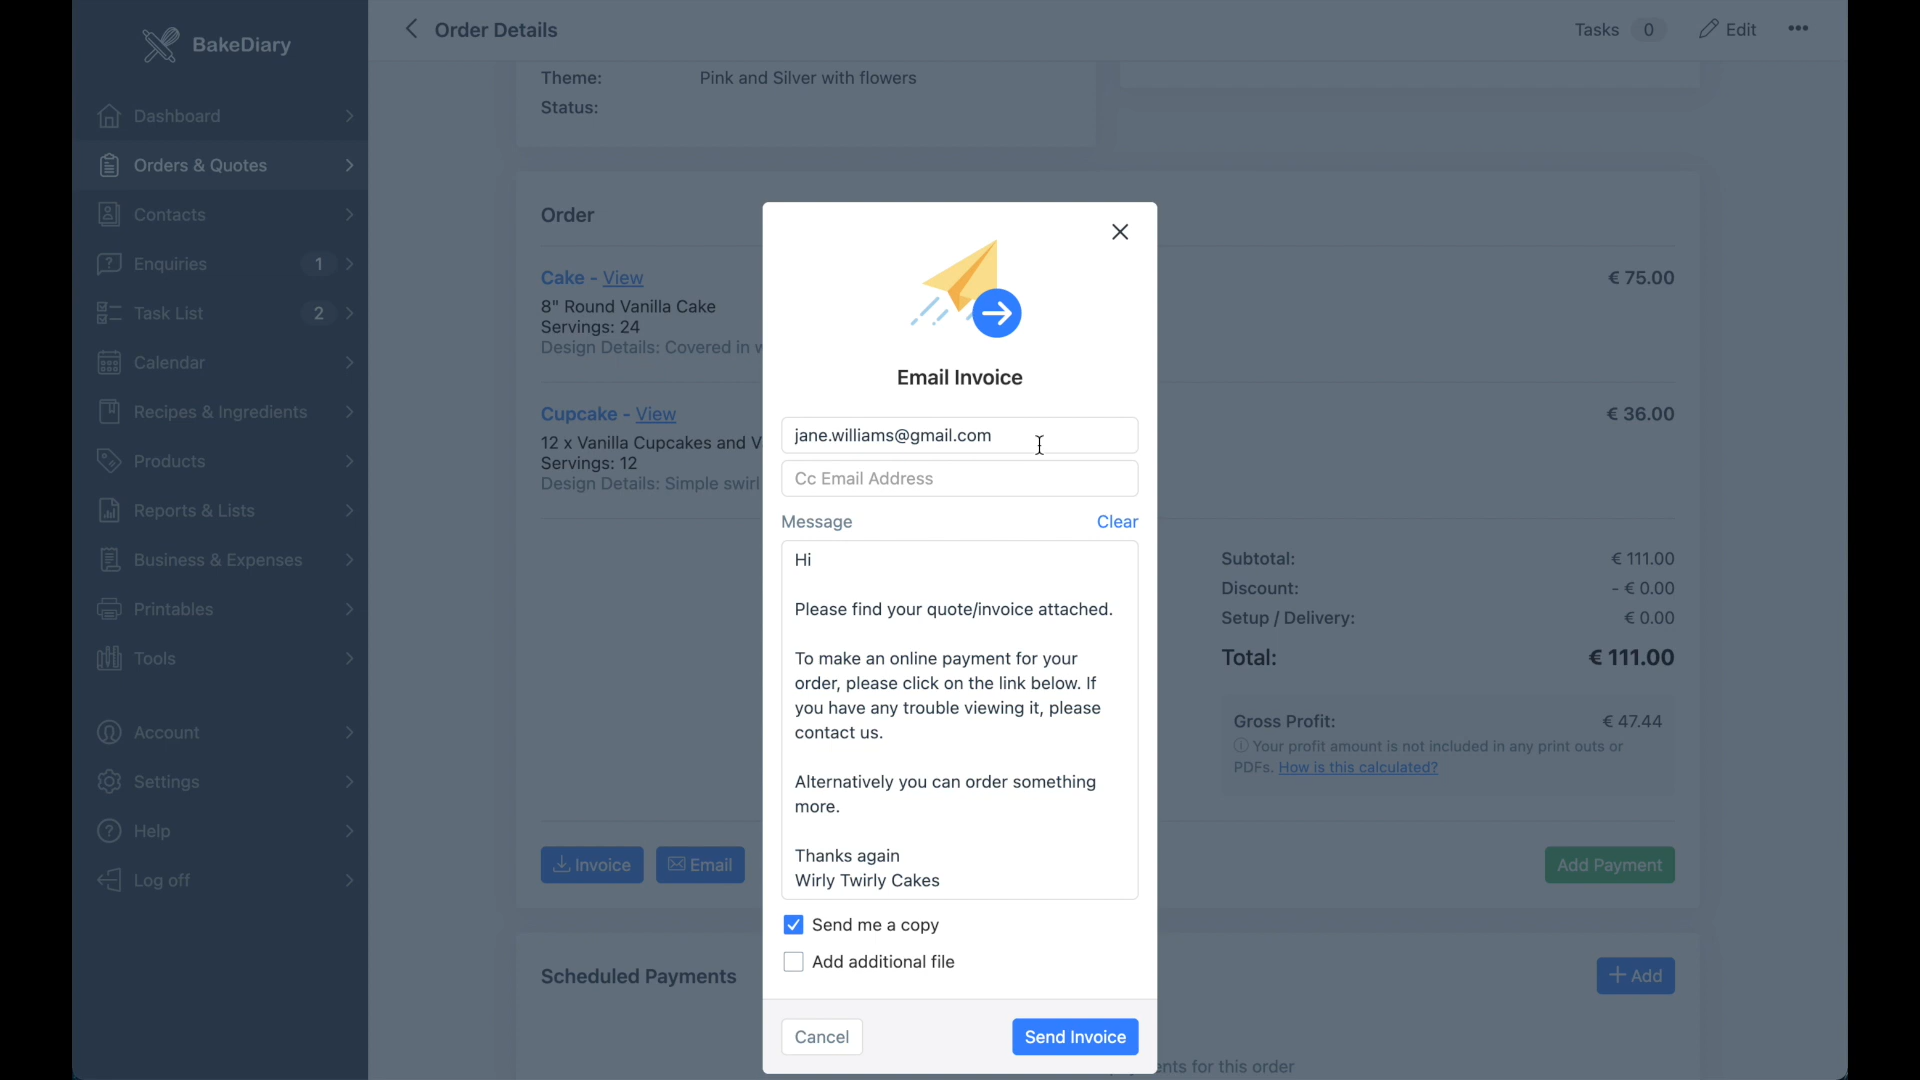 BakeDiary
Dashboard
Orders & Quotes
Contacts
Enquiries 1
Task List 2
Calendar
Recipes & Ingredients
Products
Reports & Lists
Business & Expenses
Printables
Tools
Account
Settings
Help
Log off
Order Details
Tasks 0 Edit
Theme: Pink and Silver with flowers
Status:
Order
Cake - View € 75.00
8" Round Vanilla Cake
Servings: 24
Design Details: Covered in
Cupcake - View € 36.00
12 x Vanilla Cupcakes and V
Servings: 12
Design Details: Simple swirl
Subtotal: € 111.00
Discount: - € 0.00
Setup / Delivery: € 0.00
Total: € 111.00
Gross Profit: € 47.44
Your profit amount is not included in any print outs or
PDFs. How is this calculated?
Invoice Email Add Payment
Scheduled Payments + Add
ents for this order
Email Invoice
jane.williams@gmail.com
Cc Email Address
Message Clear
Hi
Please find your quote/invoice attached.
To make an online payment for your
order, please click on the link below. If
you have any trouble viewing it, please
contact us.
Alternatively you can order something
more.
Thanks again
Wirly Twirly Cakes
Send me a copy
Add additional file
Cancel Send Invoice